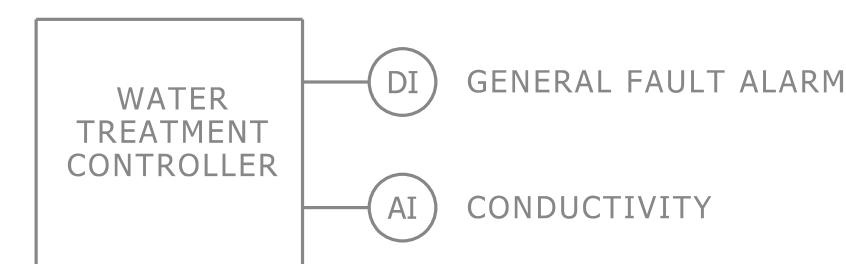 WATER
TREATMENT
CONTROLLER
DI GENERAL FAULT ALARM
AI CONDUCTIVITY